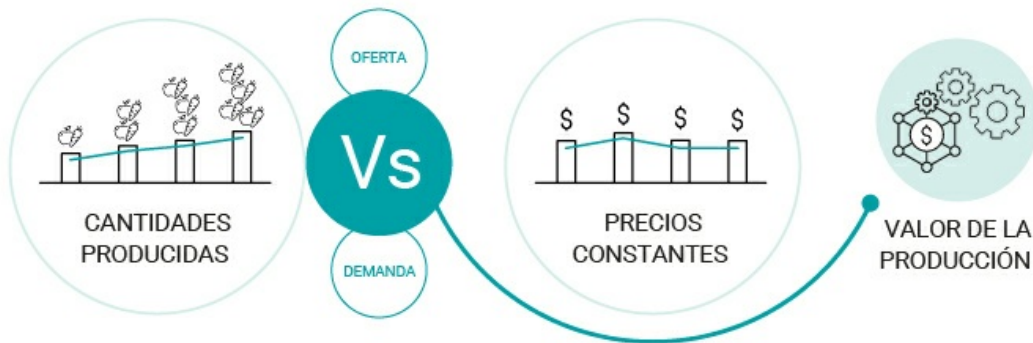 OFERTA
Vs
DEMANDA
CANTIDADES
PRODUCIDAS
$ $ $ $
PRECIOS
CONSTANTES
$
VALOR DE LA
PRODUCCIÓN